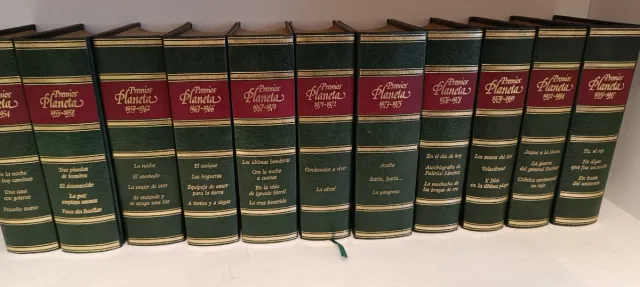 1954
En la noche
no hay caminos
Una casa
con goteras
Pequeño teatro
Premios
Planeta
1955-1958
Tres pisadas
de hombre
El desconocido
La paz
empieza nunca
Pasos sin huellas
Premios
Planeta
1959-1962
La noche
El atentado
La mujer de otro
Se enciende y
se apaga una luz
Premios
Planeta
1963-1966
El cacique
Las hogueras
Equipaje de amor
para la tierra
A tientas y a ciegas
Premios
Planeta
1967-1970
Las últimas banderas
Con la noche
a cuestas
En la vida
de Ignacio Morel
La cruz invertida
Premios
Planeta
1971-1972
Condenados a vivir
La cárcel
Premios
Planeta
1973-1975
Azaña
Icaria, Icaria...
La gangrena
Premios
Planeta
1976-1978
En el día de hoy
Autobiografía de
Federico Sánchez
La muchacha de
las bragas de oro
Premios
Planeta
1979-1981
Los mares del Sur
Volavérunt
Y Dios
en la última playa
Premios
Planeta
1982-1984
Jaque a la Dama
La guerra
del general Escobar
Crónica sentimental
en rojo
Premios
Planeta
1985-1987
Yo, el rey
No digas
que fue un sueño
En busca
del unicornio